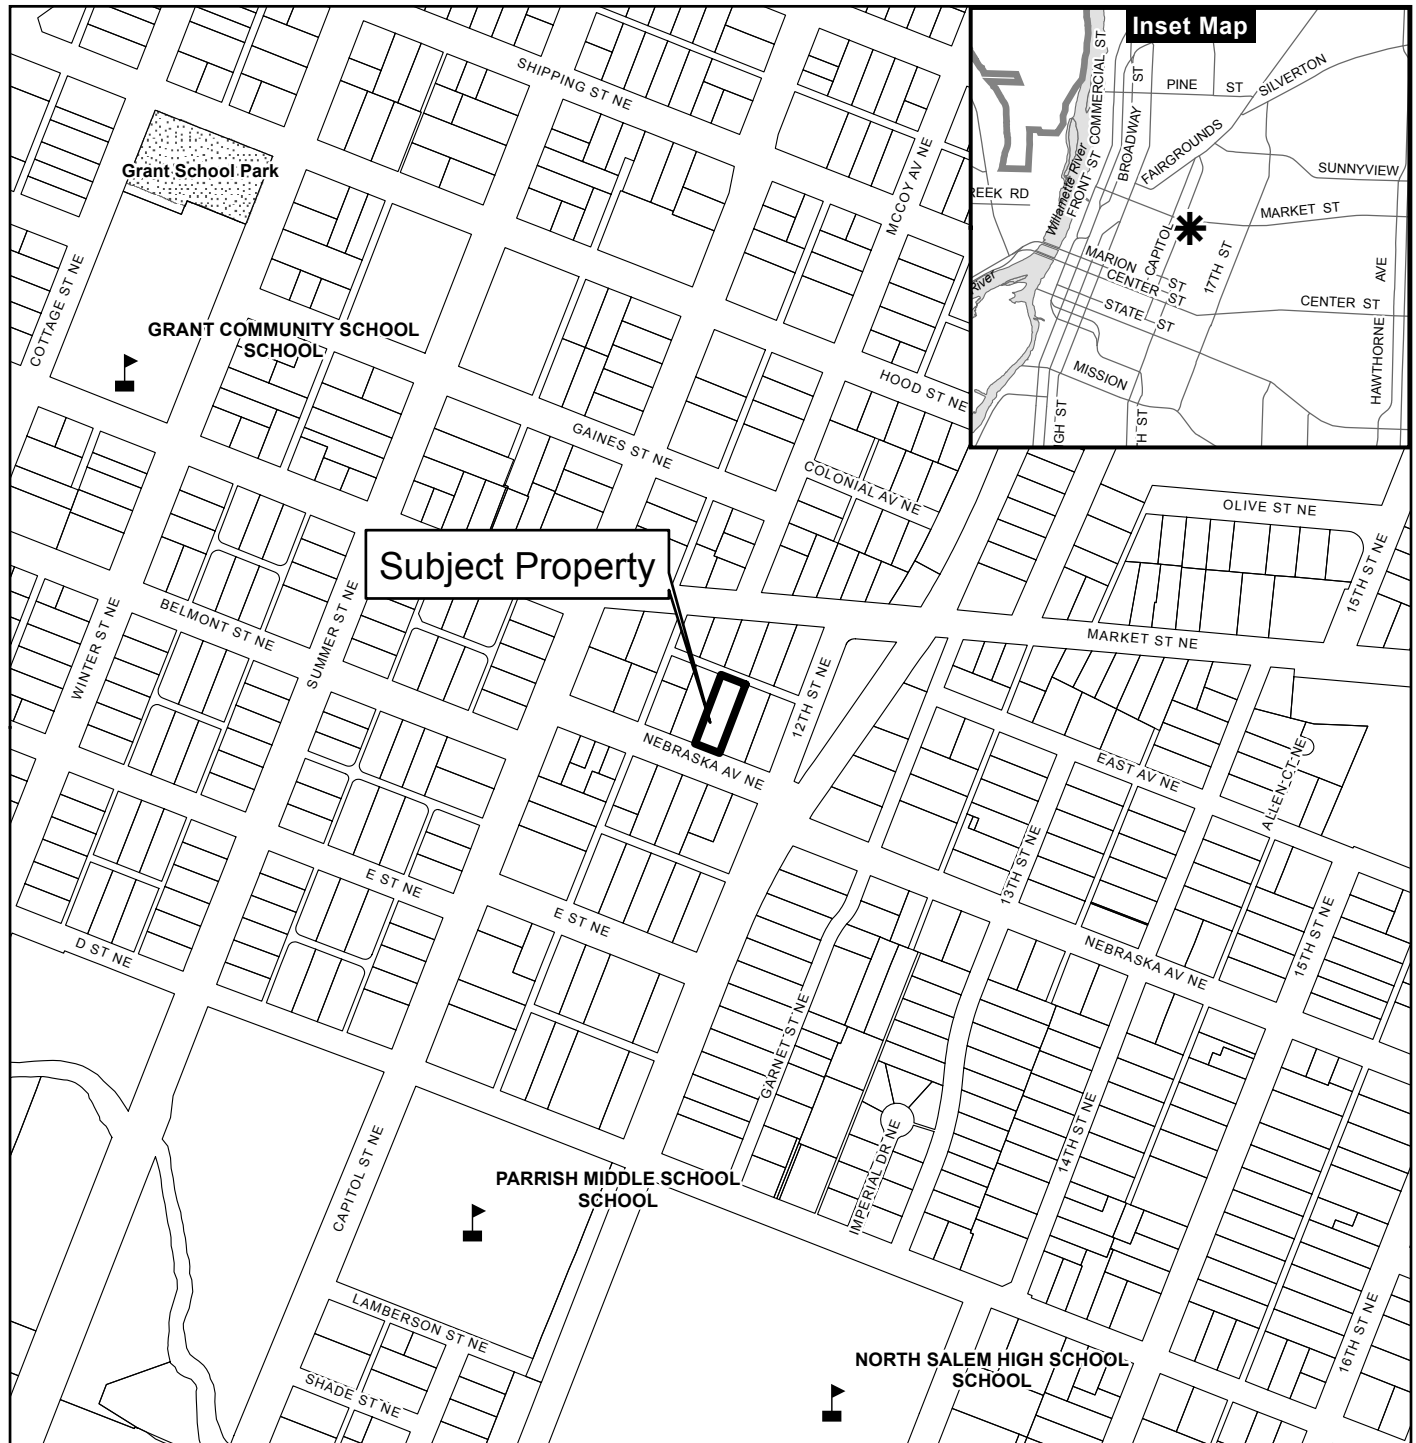 Inset Map
COMMERCIAL ST
FRONT ST
BROADWAY
ST
PINE
ST
SILVERTON
FAIRGROUNDS
SUNNYVIEW
REEK RD
Willamette River
MARKET ST
CAPITOL
ST
17TH ST
MARION
CENTER ST
STATE
ST
CENTER ST
HAWTHORNE
AVE
MISSION
River
GH ST
TH ST
SHIPPING ST NE
MCCOY AV NE
Grant School Park
COTTAGE ST NE
GRANT COMMUNITY SCHOOL
SCHOOL
HOOD ST NE
GAINES ST NE
COLONIAL AV NE
OLIVE ST NE
15TH ST NE
Subject Property
BELMONT ST NE
WINTER ST NE
SUMMER ST NE
MARKET ST NE
12TH ST NE
NEBRASKA AV NE
EAST AV NE
ALLEN CT NE
13TH ST NE
E ST NE
E ST NE
D ST NE
NEBRASKA AV NE
15TH ST NE
GARNET ST NE
14TH ST NE
IMPERIAL DR NE
CAPITOL ST NE
PARRISH MIDDLE SCHOOL
SCHOOL
LAMBERSON ST NE
SHADE ST NE
NORTH SALEM HIGH SCHOOL
SCHOOL
16TH ST NE